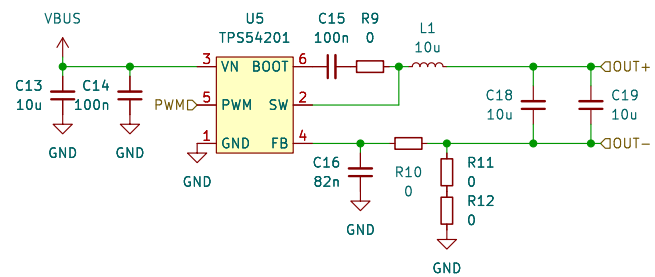 VBUS
U5
TPS54201
C15
100n
R9
0
L1
10u
3
VN
BOOT
6
C13
10u
C14
100n
PWM
5
PWM
SW
2
C18
10u
C19
10u
OUT+
1
GND
FB
4
OUT-
GND
GND
GND
C16
82n
R10
0
R11
0
R12
0
GND
GND